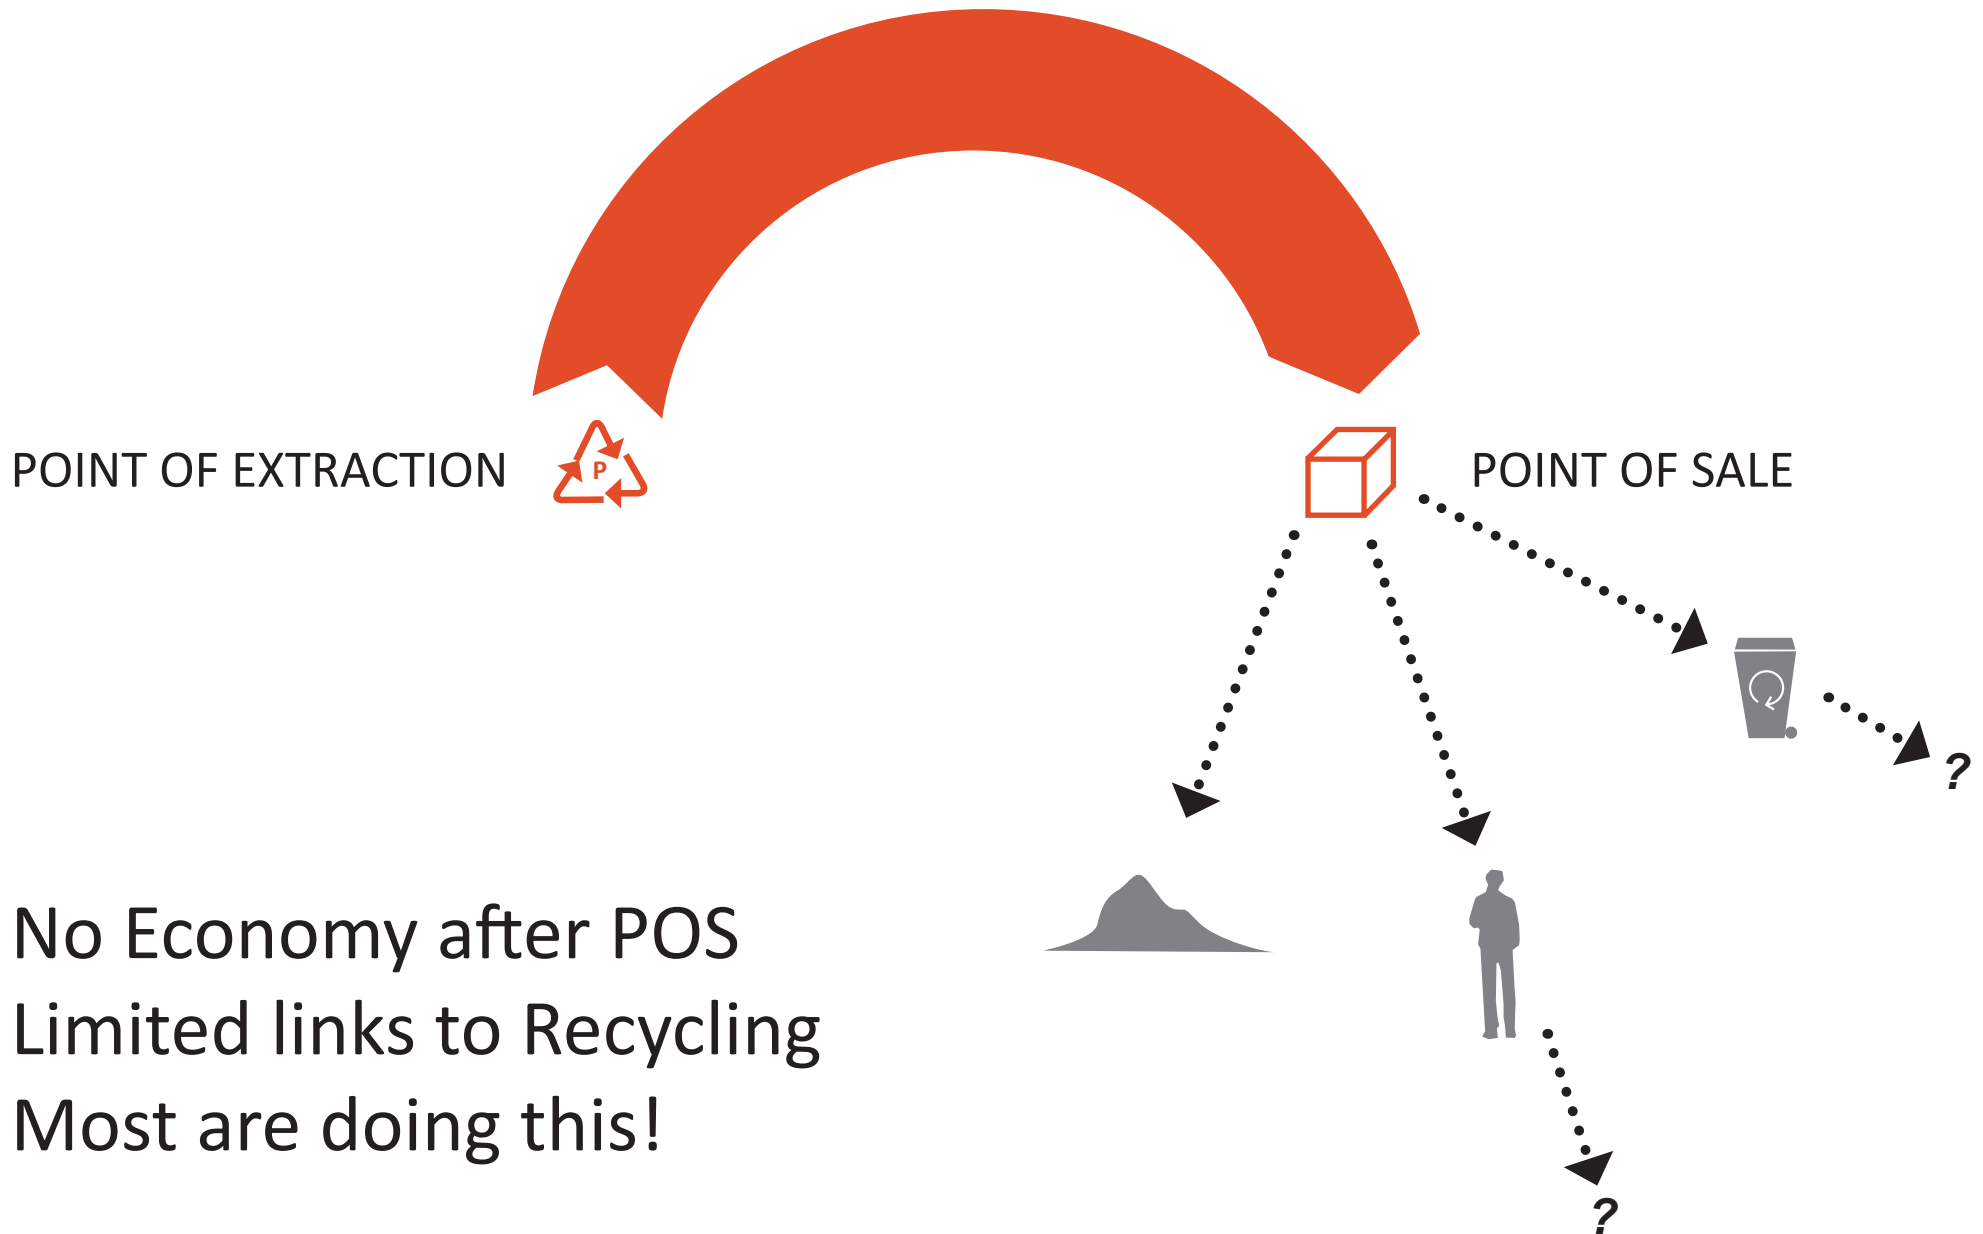 POINT OF EXTRACTION
P
POINT OF SALE
?
No Economy after POS
Limited links to Recycling
Most are doing this!
?